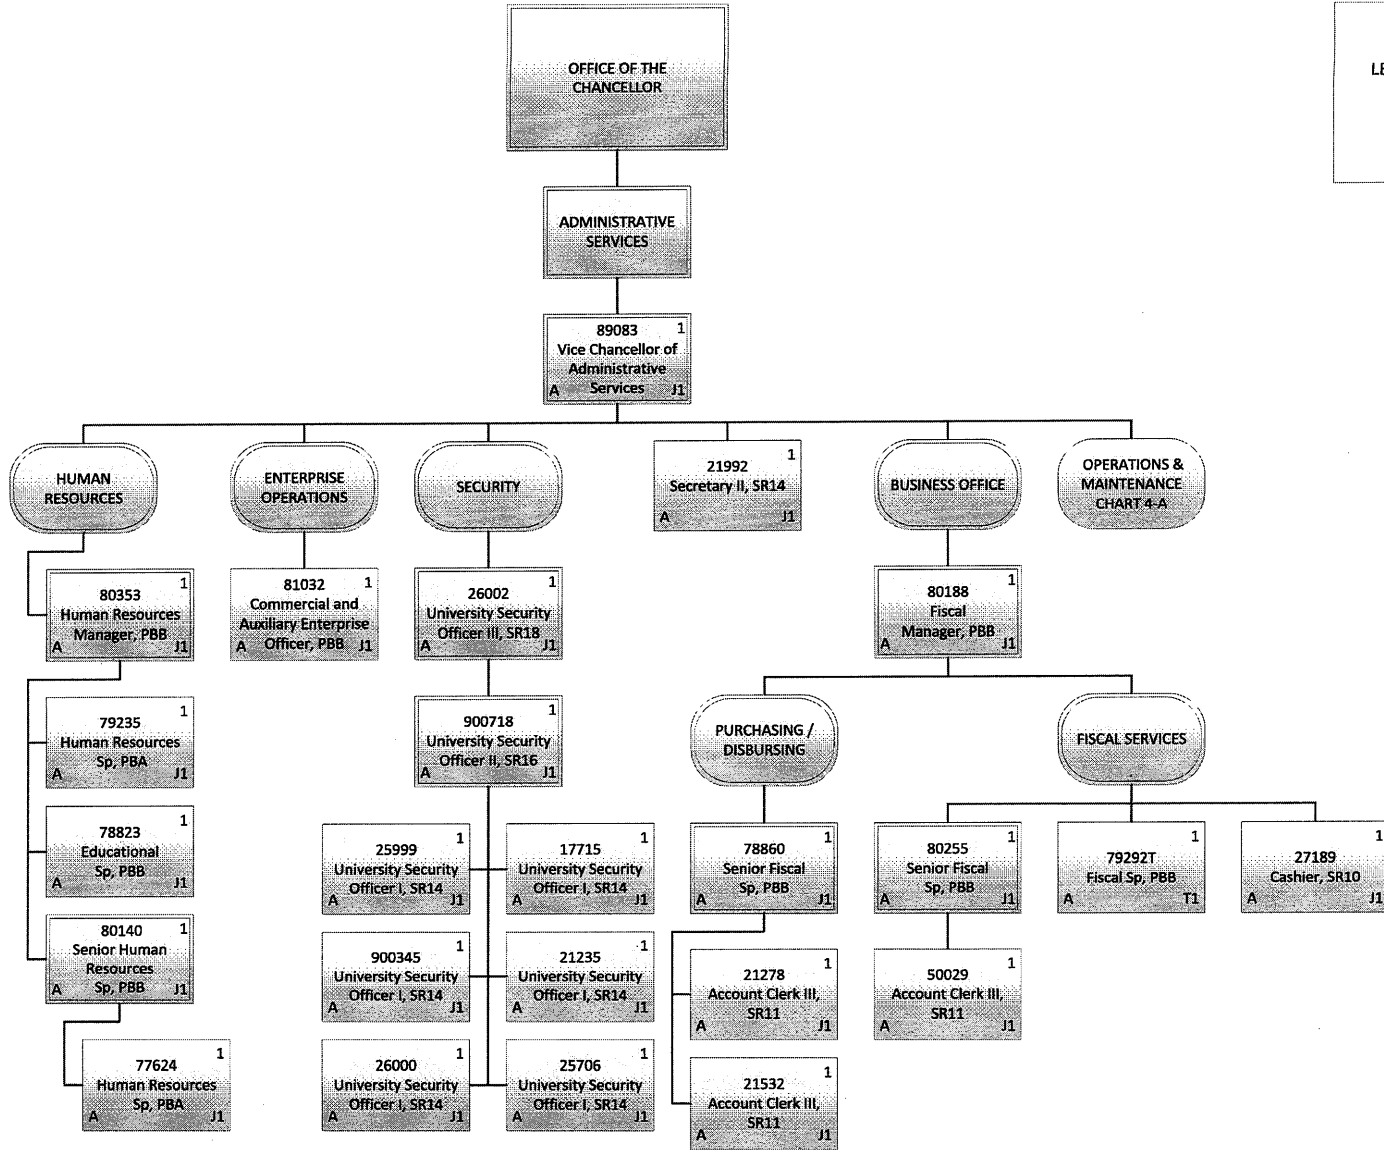 OFFICE OF THE
CHANCELLOR
LE
ADMINISTRATIVE
SERVICES
89083 1
Vice Chancellor of
Administrative
A Services J1
HUMAN
RESOURCES
ENTERPRISE
OPERATIONS
SECURITY
1
21992
Secretary II, SR14
A J1
BUSINESS OFFICE
OPERATIONS &
MAINTENANCE
CHART 4-A
1
80353
Human Resources
Manager, PBB
A J1
81032 1
Commercial and
Auxiliary Enterprise
A Officer, PBB J1
1
26002
University Security
Officer III, SR18
A J1
1
80188
Fiscal
Manager, PBB
A J1
1
79235
Human Resources
Sp, PBA
A J1
1
900718
University Security
Officer II, SR16
A J1
PURCHASING /
DISBURSING
FISCAL SERVICES
1
78823
Educational
Sp, PBB
A J1
1
25999
University Security
Officer I, SR14
A J1
1
17715
University Security
Officer I, SR14
A J1
1
78860
Senior Fiscal
Sp, PBB
A J1
1
80255
Senior Fiscal
Sp, PBB
A J1
1
79292T
Fiscal Sp, PBB
A T1
1
27189
Cashier, SR10
A J1
80140 1
Senior Human
Resources
Sp, PBB
A J1
1
900345
University Security
Officer I, SR14
A J1
1
21235
University Security
Officer I, SR14
A J1
1
21278
Account Clerk III,
SR11
A J1
1
50029
Account Clerk III,
SR11
A J1
1
77624
Human Resources
Sp, PBA
A J1
1
26000
University Security
Officer I, SR14
A J1
1
25706
University Security
Officer I, SR14
A J1
1
21532
Account Clerk III,
SR11
A J1